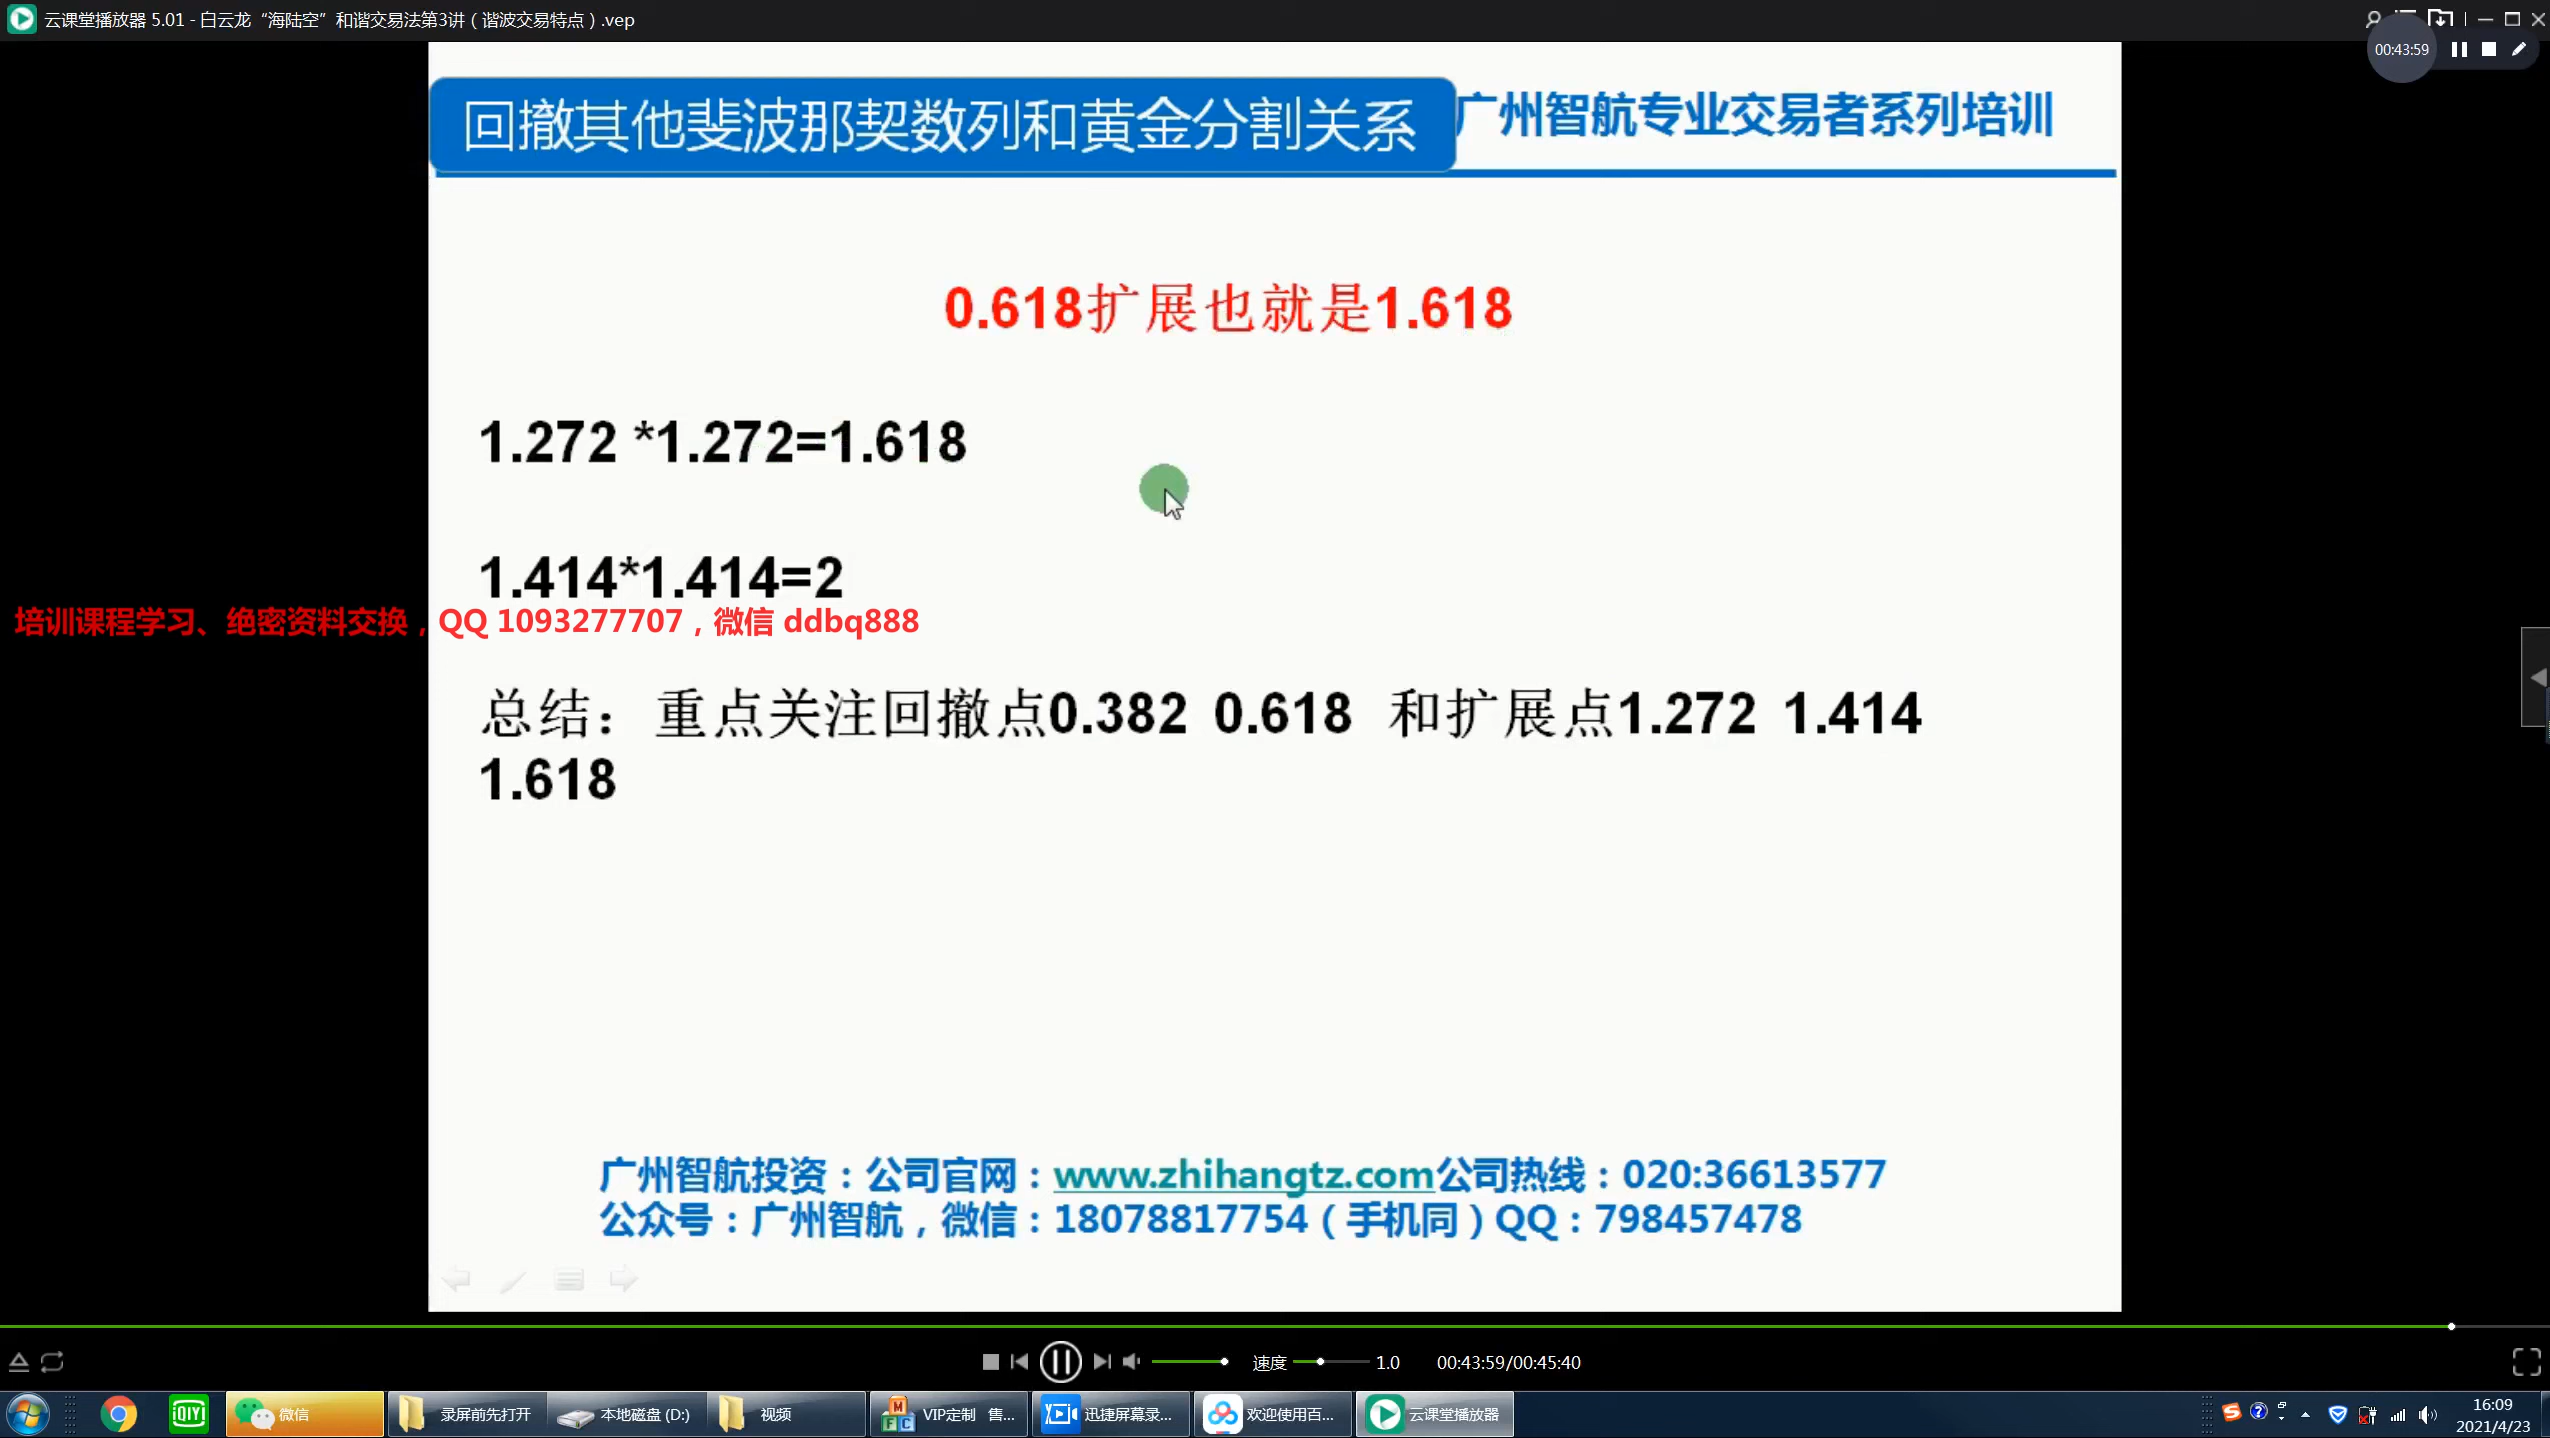 云课堂播放器 5.01 - 白云龙“海陆空”和谐交易法第3讲（谐波交易特点）.vep
00:43:59
回撤其他斐波那契数列和黄金分割关系
广州智航专业交易者系列培训
0.618扩展也就是1.618
1.272 *1.272=1.618
1.414*1.414=2
培训课程学习、绝密资料交换，QQ 1093277707，微信 ddbq888
总结：重点关注回撤点0.382 0.618 和扩展点1.272 1.414
1.618
广州智航投资：公司官网：www.zhihangtz.com公司热线：020:36613577
公众号：广州智航，微信：18078817754（手机同）QQ：798457478
速度 1.0 00:43:59/00:45:40
QIYI
微信
录屏前先打开
本地磁盘 (D:)
视频
VIP定制 售...
迅捷屏幕录...
欢迎使用百...
云课堂播放器
16:09
2021/4/23